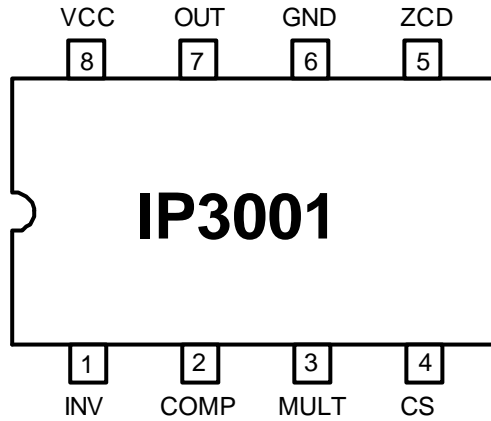 VCC OUT GND ZCD
8 7 6 5
IP3001
1 2 3 4
INV COMP MULT CS